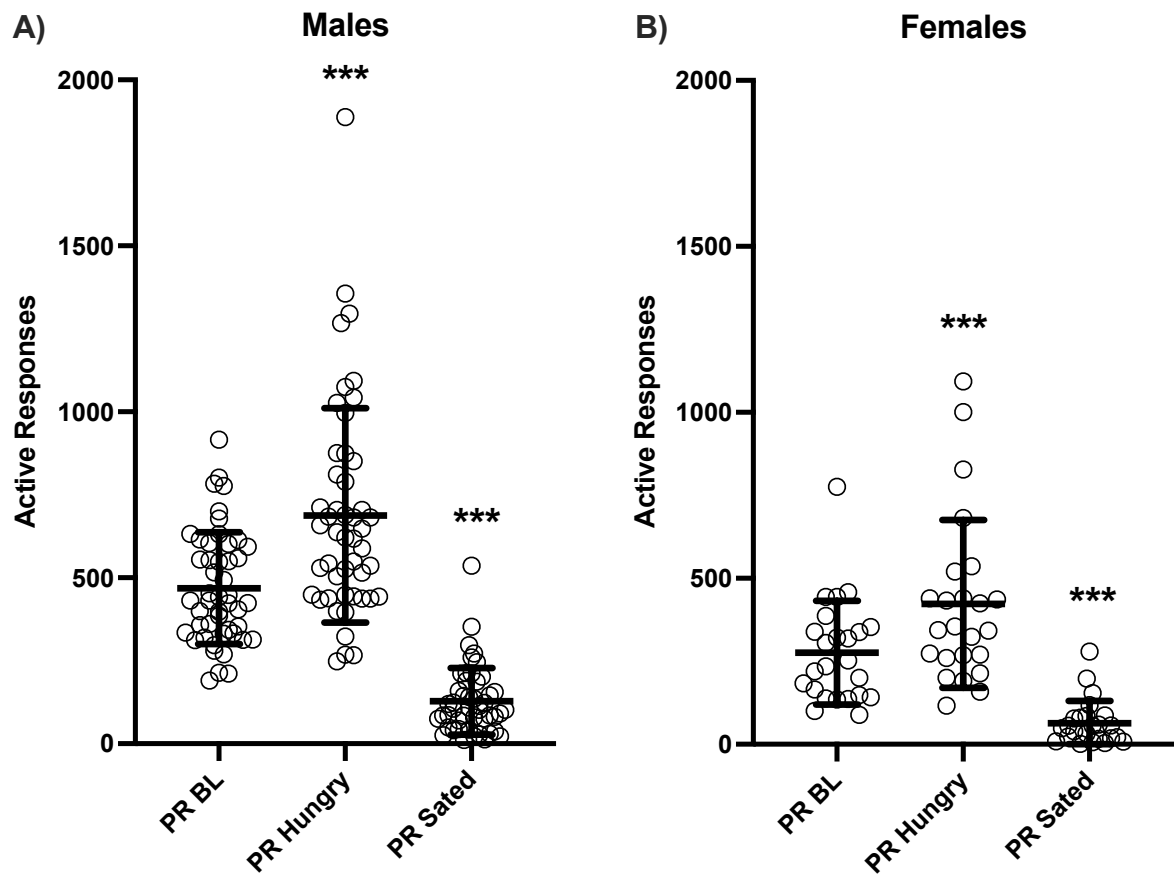 A)
Males
Active Responses
2000
1500
1000
500
0
***
***
PR BL
PR Hungry
PR Sated
B)
Females
Active Responses
2000
1500
1000
500
0
***
***
PR BL
PR Hungry
PR Sated